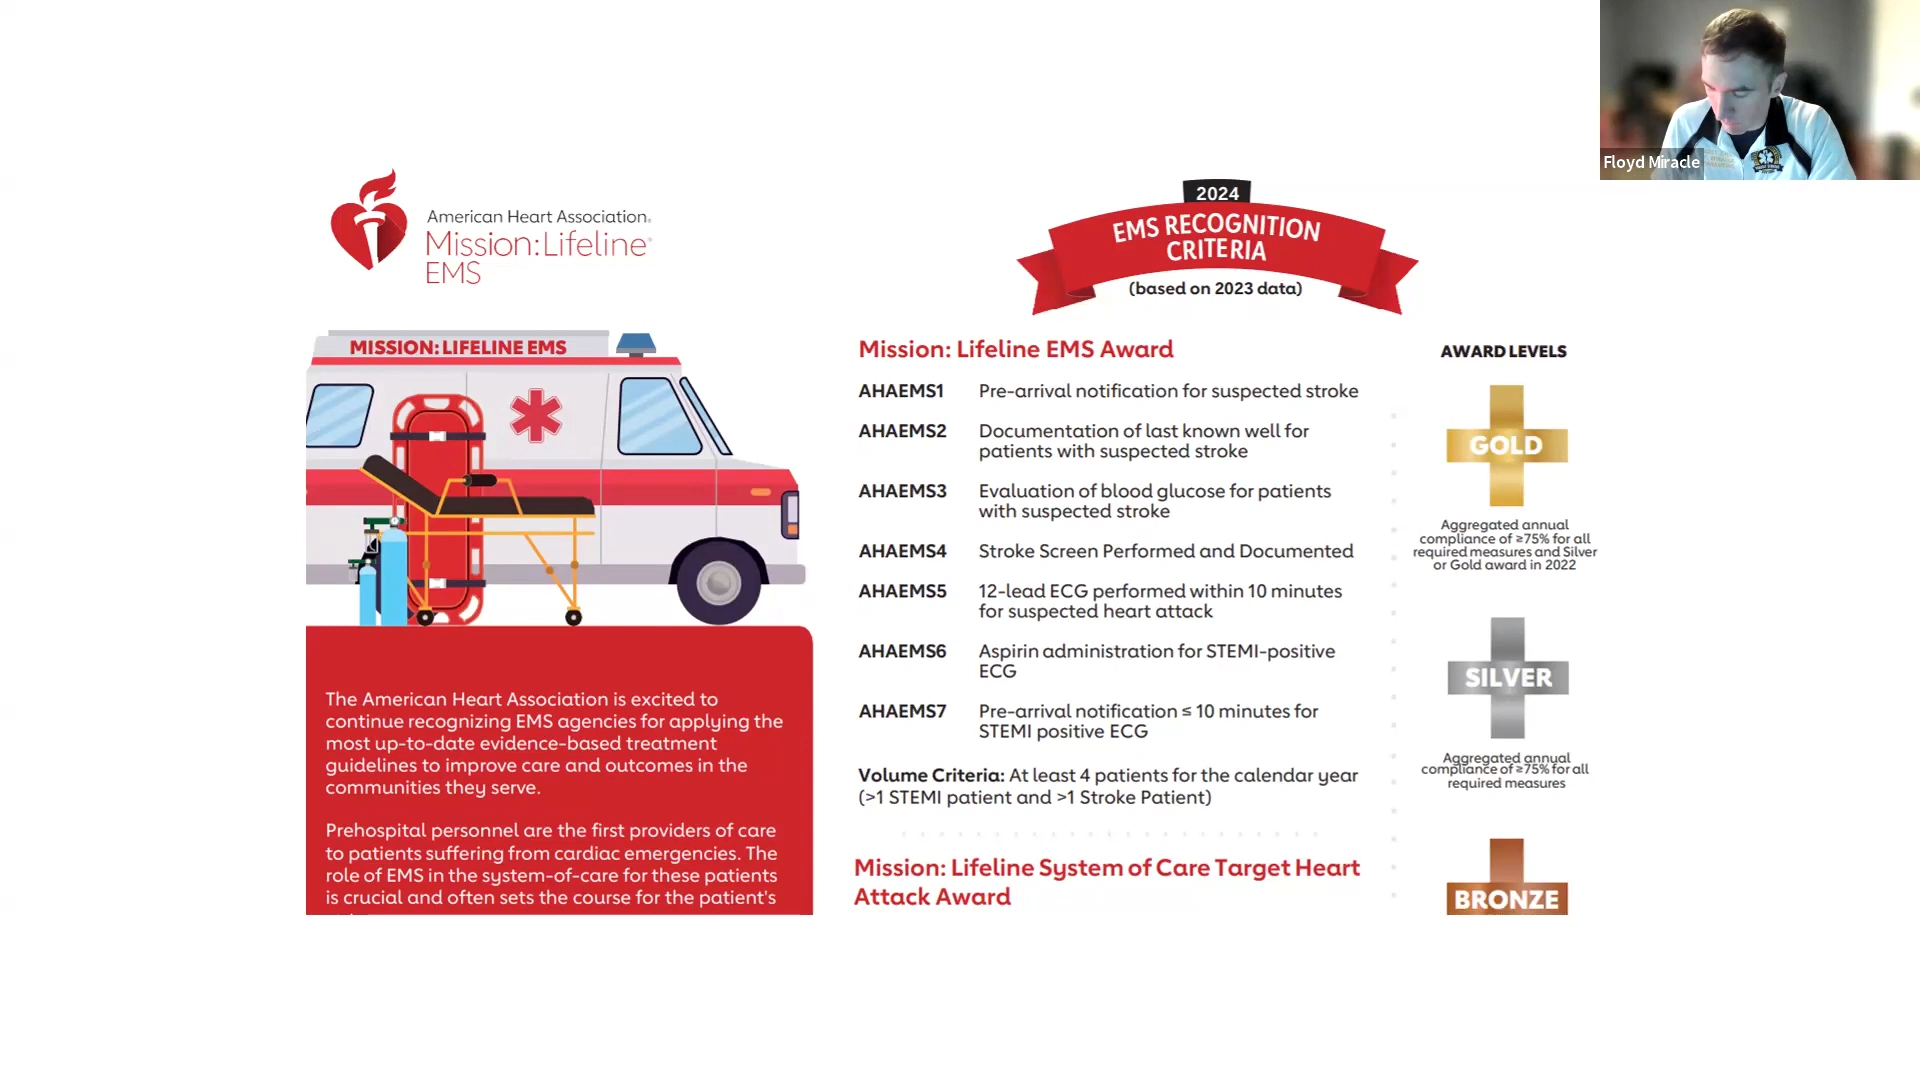 Floyd Miracle
American Heart Association®
Mission:Lifeline®
EMS
MISSION: LIFELINE EMS
The American Heart Association is excited to
continue recognizing EMS agencies for applying the
most up-to-date evidence-based treatment
guidelines to improve care and outcomes in the
communities they serve.
Prehospital personnel are the first providers of care
to patients suffering from cardiac emergencies. The
role of EMS in the system-of-care for these patients
is crucial and often sets the course for the patient's
2024
EMS RECOGNITION
CRITERIA
(based on 2023 data)
Mission: Lifeline EMS Award
AHAEMS1 Pre-arrival notification for suspected stroke
AHAEMS2 Documentation of last known well for
patients with suspected stroke
AHAEMS3 Evaluation of blood glucose for patients
with suspected stroke
AHAEMS4 Stroke Screen Performed and Documented
AHAEMS5 12-lead ECG performed within 10 minutes
for suspected heart attack
AHAEMS6 Aspirin administration for STEMI-positive
ECG
AHAEMS7 Pre-arrival notification ≤ 10 minutes for
STEMI positive ECG
Volume Criteria: At least 4 patients for the calendar year
(>1 STEMI patient and >1 Stroke Patient)
Mission: Lifeline System of Care Target Heart
Attack Award
AWARD LEVELS
GOLD
Aggregated annual
compliance of ≥75% for all
required measures and Silver
or Gold award in 2022
SILVER
Aggregated annual
compliance of ≥75% for all
required measures
BRONZE